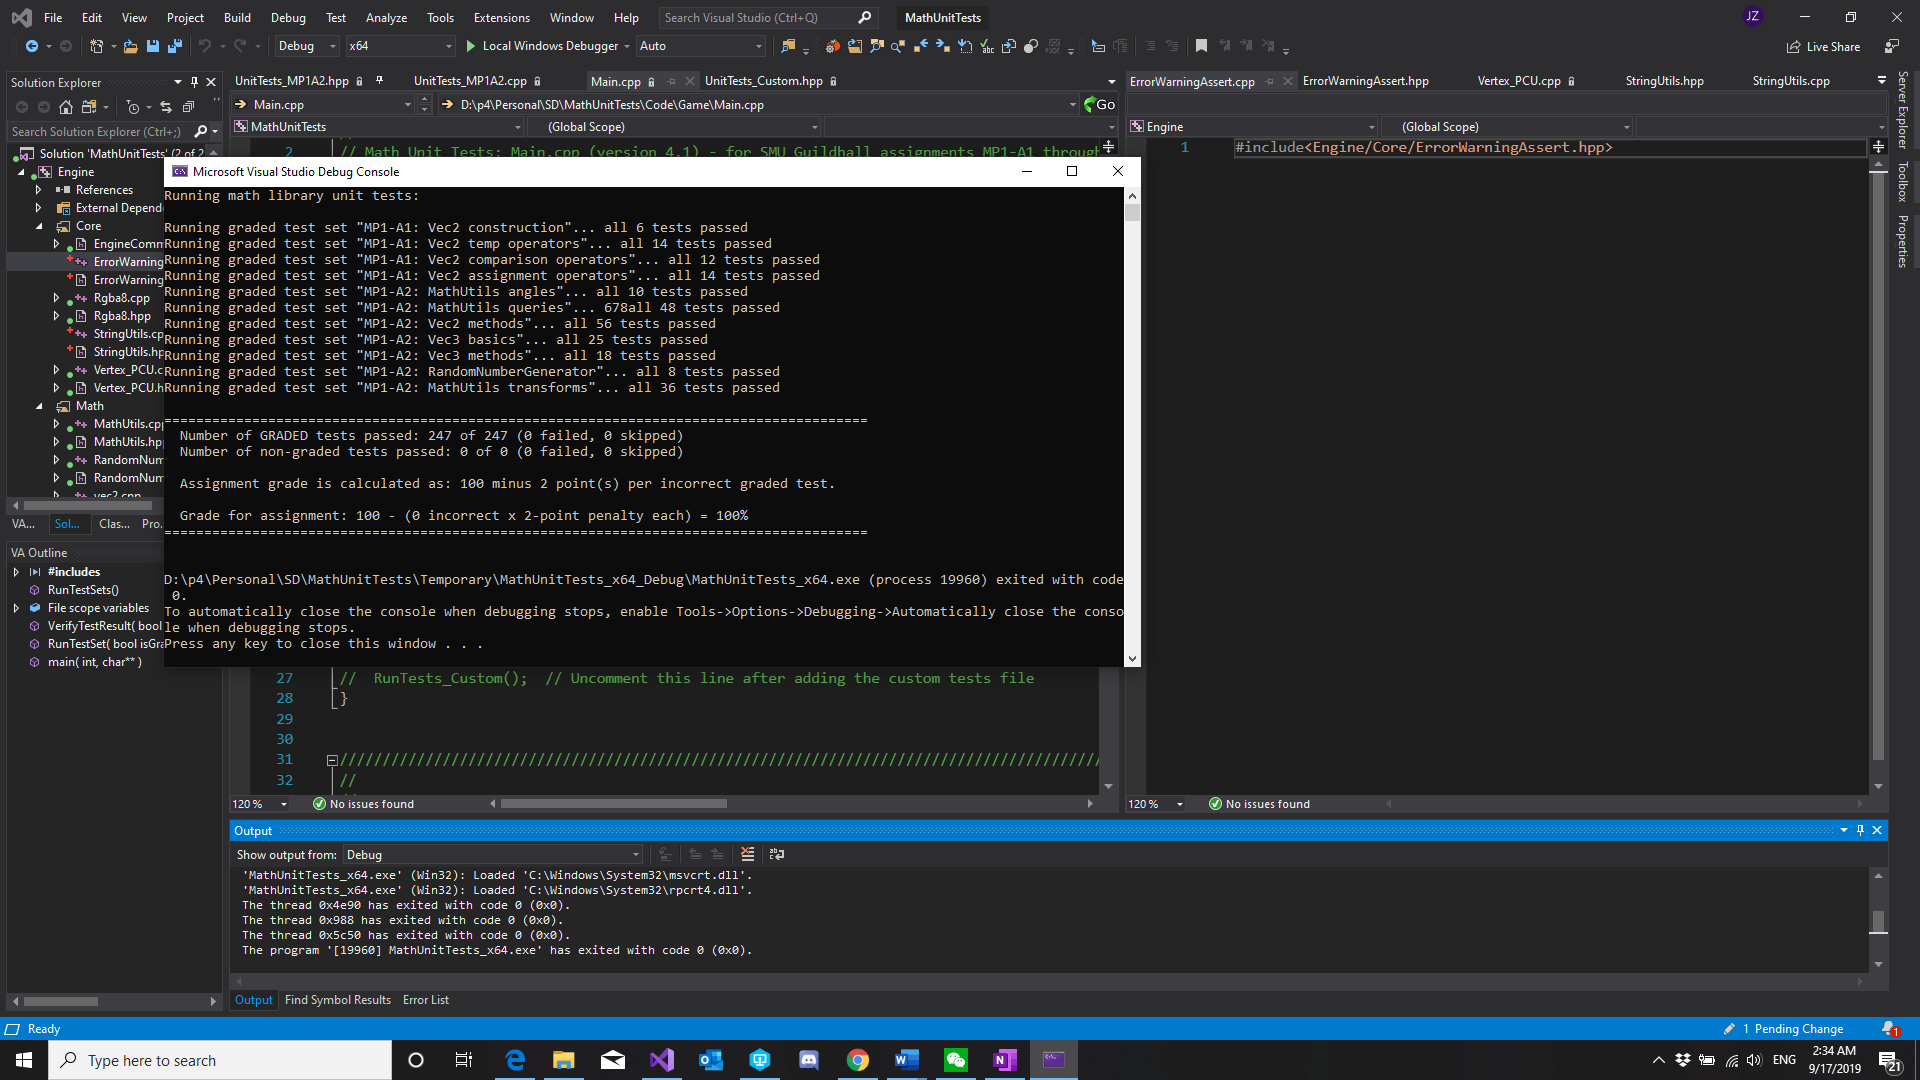 File Edit View Project Build Debug Test Analyze Tools Extensions Window Help Search Visual Studio (Ctrl+Q) MathUnitTests JZ
Debug x64 Local Windows Debugger Auto Live Share
Solution Explorer
Search Solution Explorer (Ctrl+;)
Solution 'MathUnitTests' (2 of 2
Engine
References
External Depend
Core
EngineComm
ErrorWarning
ErrorWarning
Rgba8.cpp
Rgba8.hpp
StringUtils.cp
StringUtils.hp
Vertex_PCU.c
Vertex_PCU.h
Math
MathUtils.cpp
MathUtils.hpp
RandomNum
RandomNum
vec2.cpp
VA... Sol... Clas... Pro...
VA Outline
#includes
RunTestSets()
File scope variables
VerifyTestResult( bool
RunTestSet( bool isGra
main( int, char** )
UnitTests_MP1A2.hpp UnitTests_MP1A2.cpp Main.cpp UnitTests_Custom.hpp
Main.cpp D:\p4\Personal\SD\MathUnitTests\Code\Game\Main.cpp Go
MathUnitTests (Global Scope)
2 // Math Unit Tests: Main.cpp (version 4.1) - for SMU Guildhall assignments MP1-A1 through
Microsoft Visual Studio Debug Console
Running math library unit tests:
Running graded test set "MP1-A1: Vec2 construction"... all 6 tests passed
Running graded test set "MP1-A1: Vec2 temp operators"... all 14 tests passed
Running graded test set "MP1-A1: Vec2 comparison operators"... all 12 tests passed
Running graded test set "MP1-A1: Vec2 assignment operators"... all 14 tests passed
Running graded test set "MP1-A2: MathUtils angles"... all 10 tests passed
Running graded test set "MP1-A2: MathUtils queries"... 678all 48 tests passed
Running graded test set "MP1-A2: Vec2 methods"... all 56 tests passed
Running graded test set "MP1-A2: Vec3 basics"... all 25 tests passed
Running graded test set "MP1-A2: Vec3 methods"... all 18 tests passed
Running graded test set "MP1-A2: RandomNumberGenerator"... all 8 tests passed
Running graded test set "MP1-A2: MathUtils transforms"... all 36 tests passed
========================================================================================
Number of GRADED tests passed: 247 of 247 (0 failed, 0 skipped)
Number of non-graded tests passed: 0 of 0 (0 failed, 0 skipped)
Assignment grade is calculated as: 100 minus 2 point(s) per incorrect graded test.
Grade for assignment: 100 - (0 incorrect x 2-point penalty each) = 100%
========================================================================================
D:\p4\Personal\SD\MathUnitTests\Temporary\MathUnitTests_x64_Debug\MathUnitTests_x64.exe (process 19960) exited with code
0.
To automatically close the console when debugging stops, enable Tools->Options->Debugging->Automatically close the conso
le when debugging stops.
Press any key to close this window . . .
27 // RunTests_Custom(); // Uncomment this line after adding the custom tests file
28 }
29
30
31 ////////////////////////////////////////////////////////////////////////////////////////
32 //
120 % No issues found
ErrorWarningAssert.cpp ErrorWarningAssert.hpp Vertex_PCU.cpp StringUtils.hpp StringUtils.cpp
Engine (Global Scope)
1 #include<Engine/Core/ErrorWarningAssert.hpp>
120 % No issues found
Server Explorer
Toolbox
Properties
Output
Show output from: Debug
'MathUnitTests_x64.exe' (Win32): Loaded 'C:\Windows\System32\msvcrt.dll'.
'MathUnitTests_x64.exe' (Win32): Loaded 'C:\Windows\System32\rpcrt4.dll'.
The thread 0x4e90 has exited with code 0 (0x0).
The thread 0x988 has exited with code 0 (0x0).
The thread 0x5c50 has exited with code 0 (0x0).
The program '[19960] MathUnitTests_x64.exe' has exited with code 0 (0x0).
Output Find Symbol Results Error List
Ready 1 Pending Change 1
Type here to search ENG 2:34 AM
9/17/2019 21